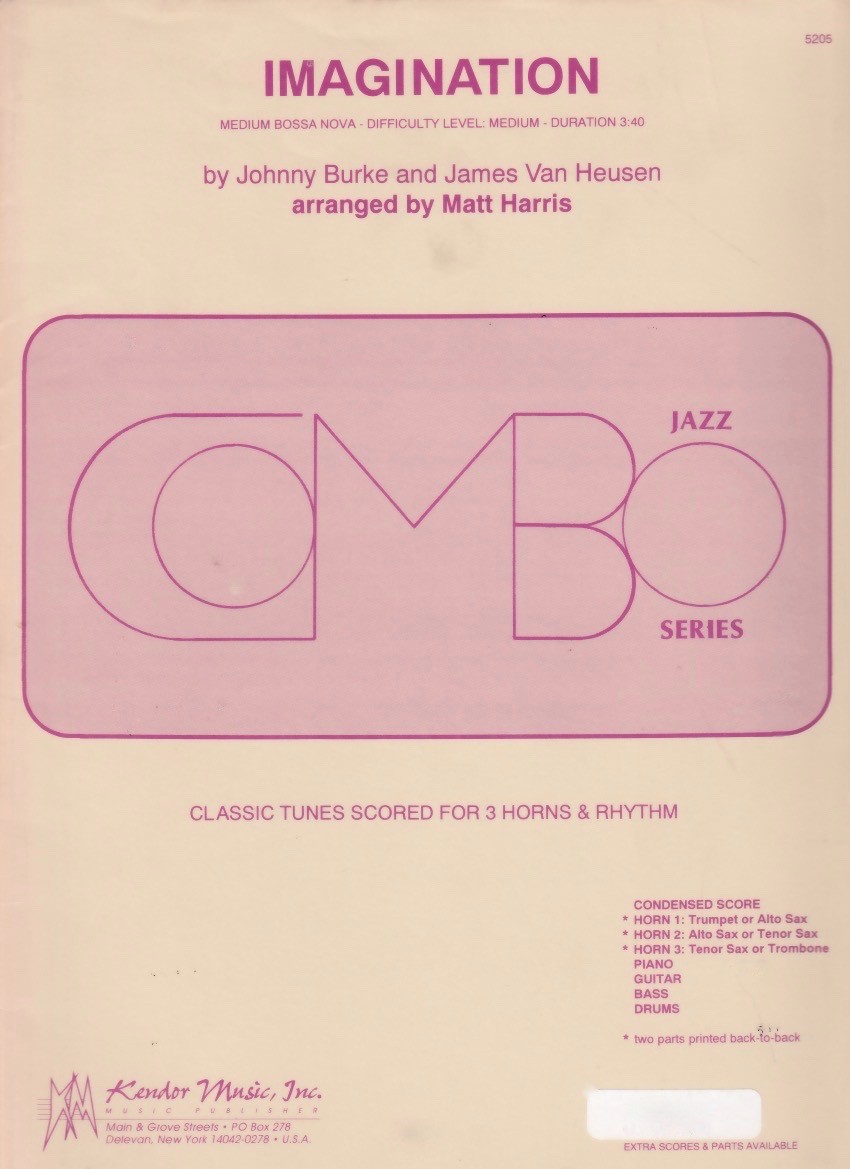 5205
IMAGINATION
MEDIUM BOSSA NOVA - DIFFICULTY LEVEL: MEDIUM - DURATION 3:40
by Johnny Burke and James Van Heusen
arranged by Matt Harris
COMBO
JAZZ
SERIES
CLASSIC TUNES SCORED FOR 3 HORNS & RHYTHM
CONDENSED SCORE
* HORN 1: Trumpet or Alto Sax
* HORN 2: Alto Sax or Tenor Sax
* HORN 3: Tenor Sax or Trombone
PIANO
GUITAR
BASS
DRUMS
* two parts printed back-to-back
Kendor Music, Inc.
MUSIC PUBLISHER
Main & Grove Streets • PO Box 278
Delevan, New York 14042-0278 • U.S.A.
EXTRA SCORES & PARTS AVAILABLE